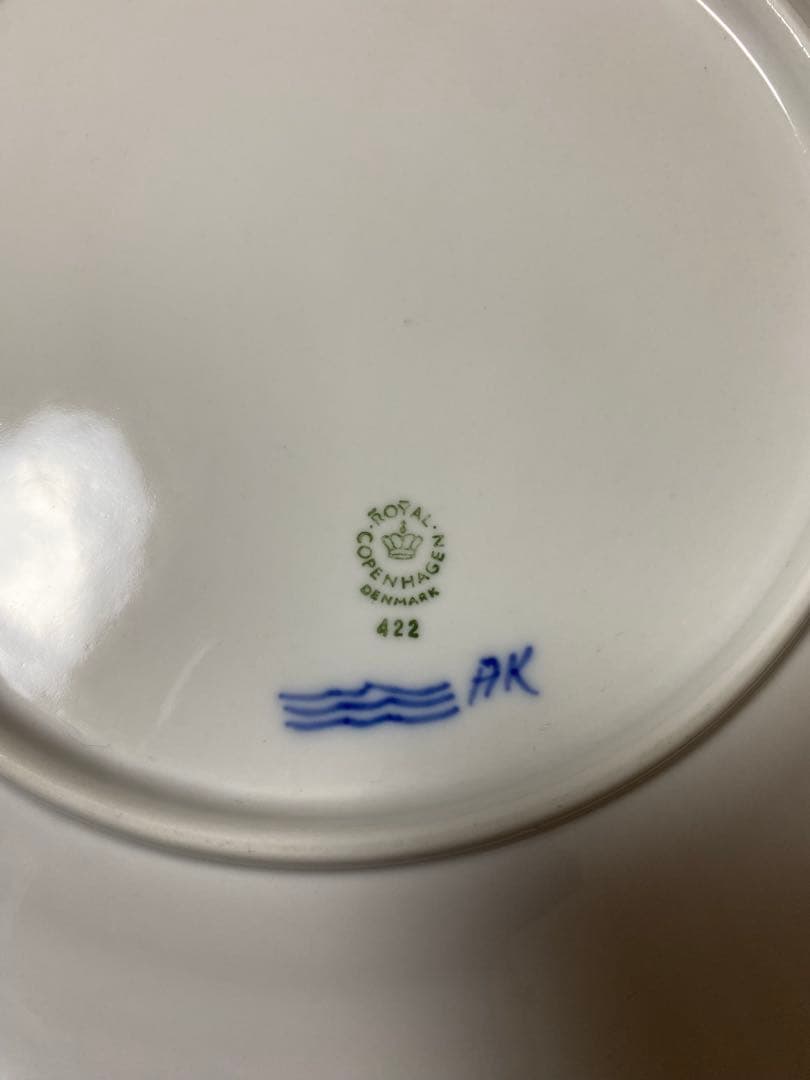 ROYAL
COPENHAGEN
DENMARK
422
AK